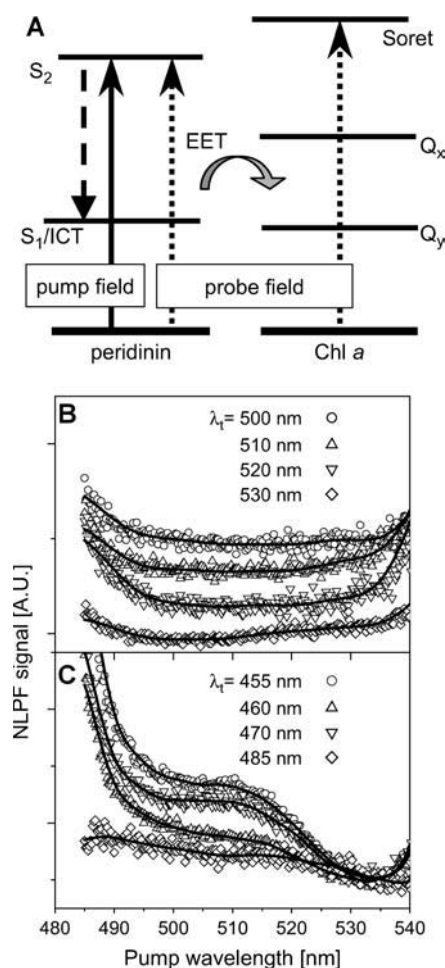 A
S2
Soret
EET
Qx
S1/ICT
Qy
pump field
probe field
peridinin
Chl a
B
λt= 500 nm
510 nm
520 nm
530 nm
NLPF signal [A.U.]
C
λt= 455 nm
460 nm
470 nm
485 nm
480 490 500 510 520 530 540
Pump wavelength [nm]